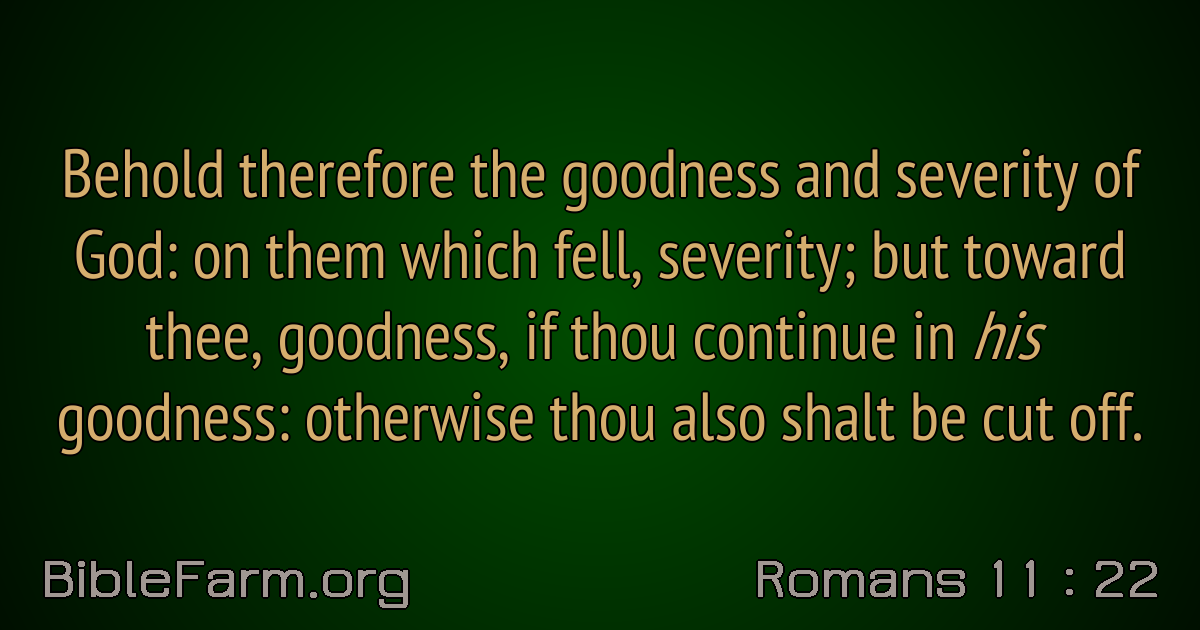 Behold therefore the goodness and severity of
God: on them which fell, severity; but toward
thee, goodness, if thou continue in his
goodness: otherwise thou also shalt be cut off.
BibleFarm.org
Romans 11 : 22